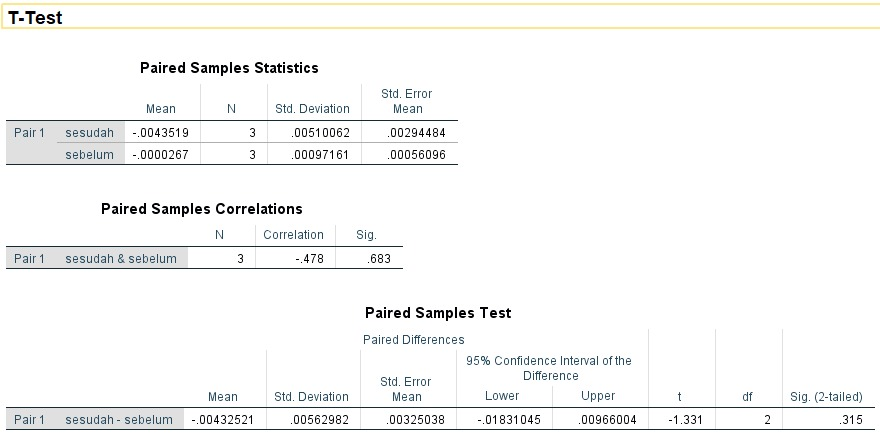 T-Test
Paired Samples Statistics
Mean N Std. Deviation Std. Error Mean
Pair 1 sesudah -.0043519 3 .00510062 .00294484
sebelum -.0000267 3 .00097161 .00056096
Paired Samples Correlations
N Correlation Sig.
Pair 1 sesudah & sebelum 3 -.478 .683
Paired Samples Test
Paired Differences
95% Confidence Interval of the Difference
Mean Std. Deviation Std. Error Mean Lower Upper t df Sig. (2-tailed)
Pair 1 sesudah - sebelum -.00432521 .00562982 .00325038 -.01831045 .00966004 -1.331 2 .315